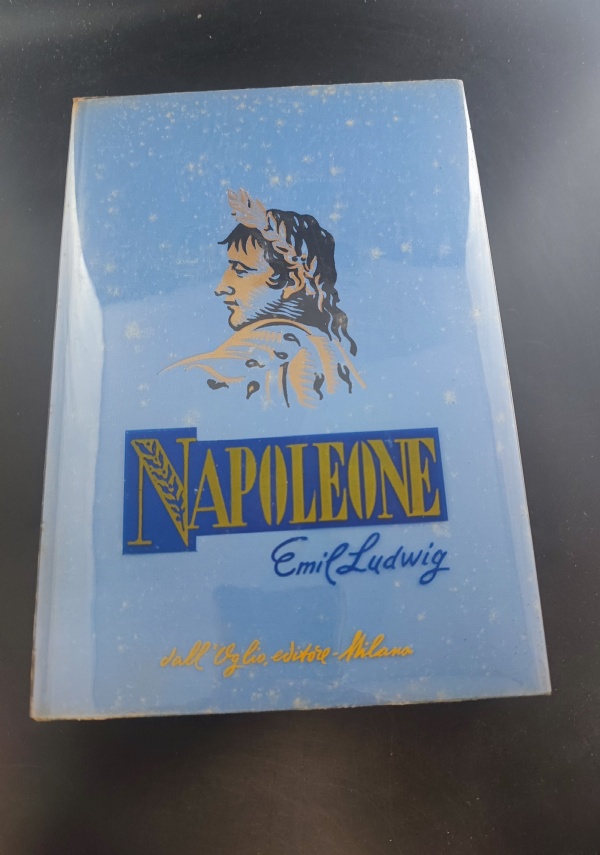 NAPOLEONE
Emil Ludwig
dall'Oglio, editore - Milano